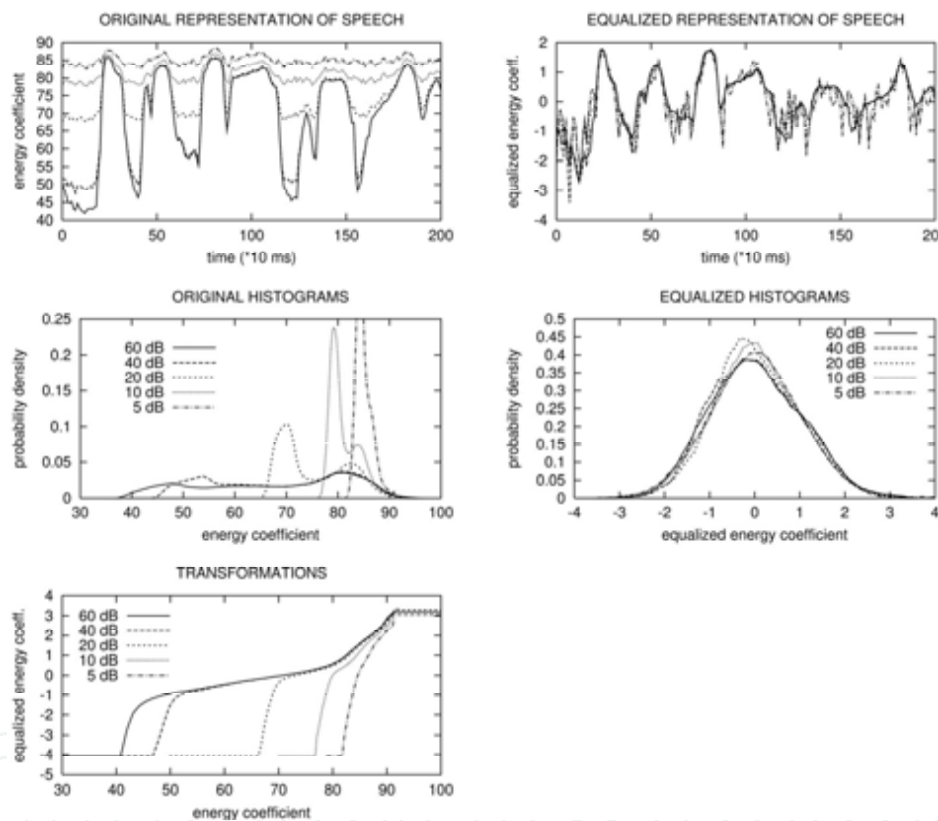 ORIGINAL REPRESENTATION OF SPEECH
energy coefficient
90
85
80
75
70
65
60
55
50
45
40
0 50 100 150 200
time (*10 ms)
EQUALIZED REPRESENTATION OF SPEECH
equalized energy coeff.
2
1
0
-1
-2
-3
-4
0 50 100 150 200
time (*10 ms)
ORIGINAL HISTOGRAMS
probability density
0.25
0.2
0.15
0.1
0.05
0
60 dB
40 dB
20 dB
10 dB
5 dB
30 40 50 60 70 80 90 100
energy coefficient
EQUALIZED HISTOGRAMS
probability density
0.5
0.45
0.4
0.35
0.3
0.25
0.2
0.15
0.1
0.05
0
60 dB
40 dB
20 dB
10 dB
5 dB
-4 -3 -2 -1 0 1 2 3 4
equalized energy coefficient
TRANSFORMATIONS
equalized energy coeff.
4
3
2
1
0
-1
-2
-3
-4
-5
60 dB
40 dB
20 dB
10 dB
5 dB
30 40 50 60 70 80 90 100
energy coefficient